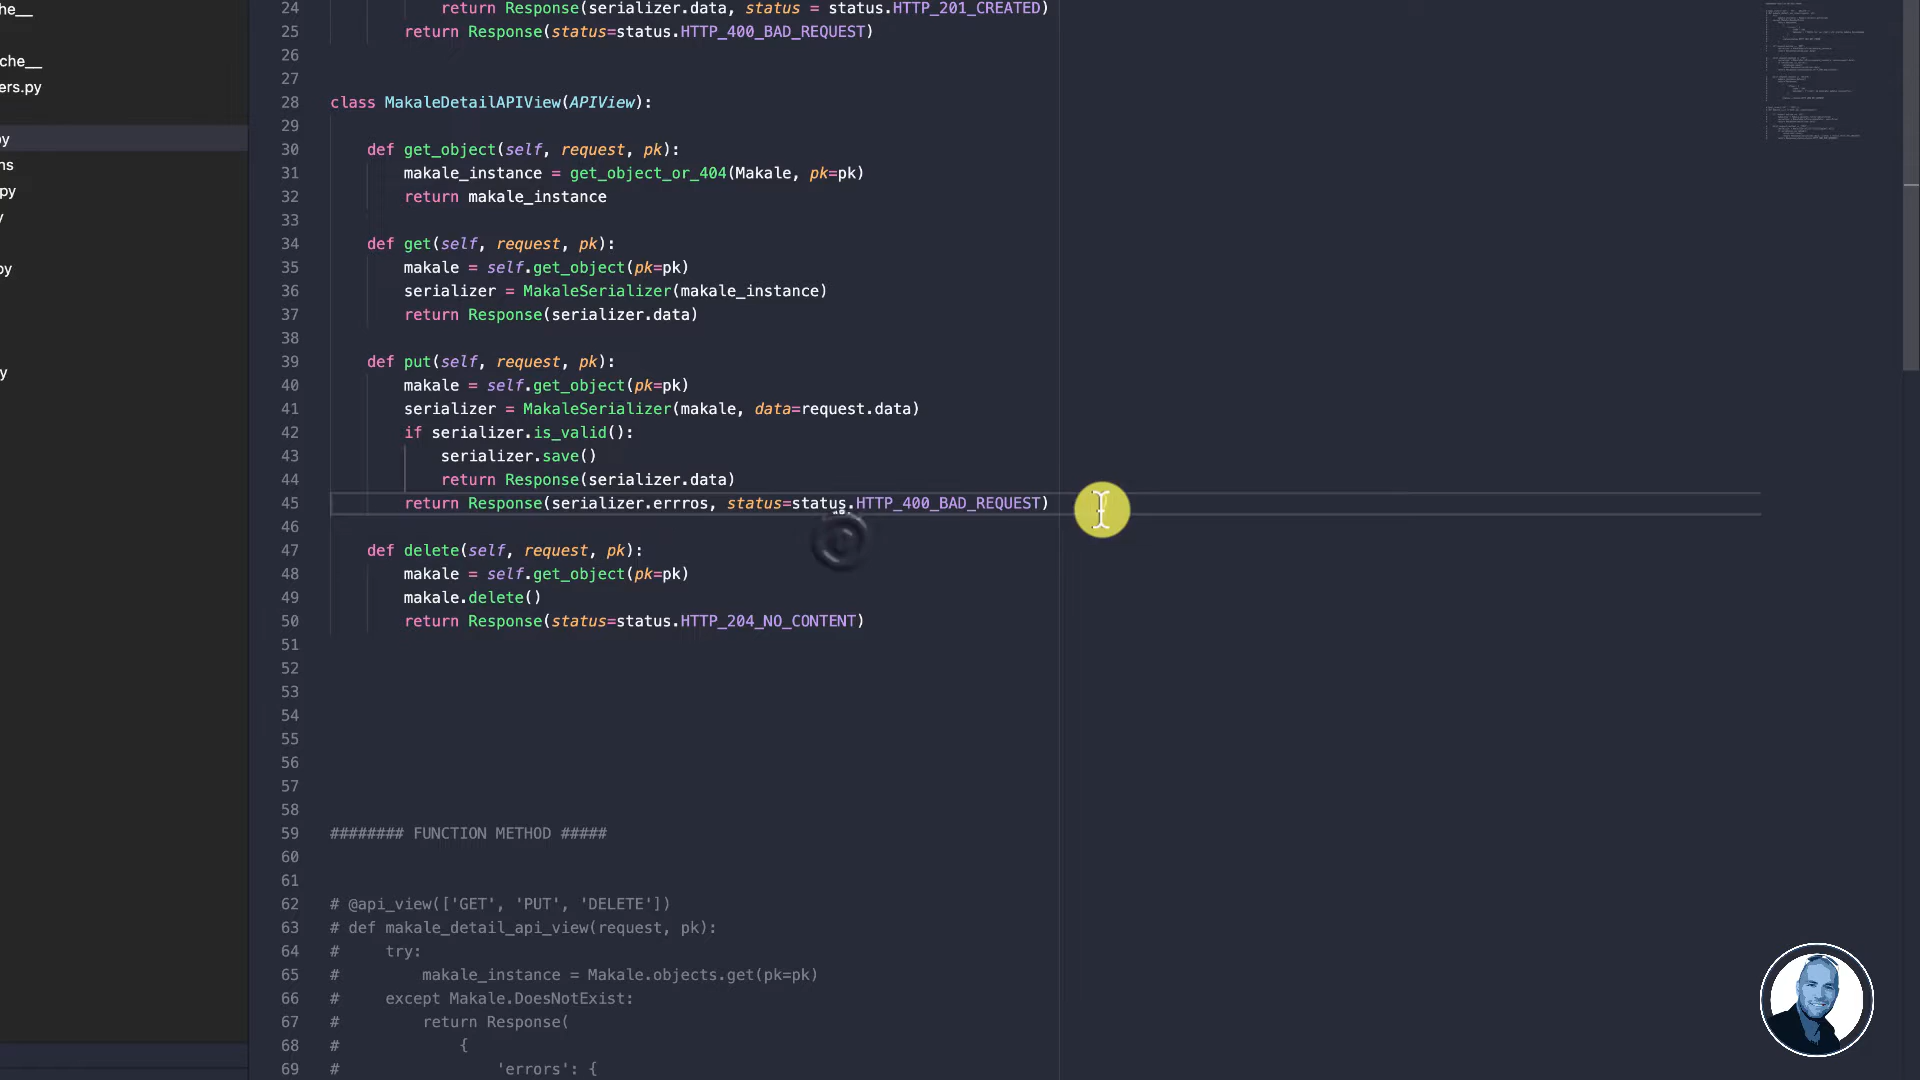 che__
che__
ers.py
py
ns
py
y
py
y
24 return Response(serializer.data, status = status.HTTP_201_CREATED)
25 return Response(status=status.HTTP_400_BAD_REQUEST)
26
27
28 class MakaleDetailAPIView(APIView):
29
30 def get_object(self, request, pk):
31 makale_instance = get_object_or_404(Makale, pk=pk)
32 return makale_instance
33
34 def get(self, request, pk):
35 makale = self.get_object(pk=pk)
36 serializer = MakaleSerializer(makale_instance)
37 return Response(serializer.data)
38
39 def put(self, request, pk):
40 makale = self.get_object(pk=pk)
41 serializer = MakaleSerializer(makale, data=request.data)
42 if serializer.is_valid():
43 serializer.save()
44 return Response(serializer.data)
45 return Response(serializer.errros, status=status.HTTP_400_BAD_REQUEST)
46
47 def delete(self, request, pk):
48 makale = self.get_object(pk=pk)
49 makale.delete()
50 return Response(status=status.HTTP_204_NO_CONTENT)
51
52
53
54
55
56
57
58
59 ######## FUNCTION METHOD #####
60
61
62 # @api_view(['GET', 'PUT', 'DELETE'])
63 # def makale_detail_api_view(request, pk):
64 # try:
65 # makale_instance = Makale.objects.get(pk=pk)
66 # except Makale.DoesNotExist:
67 # return Response(
68 # {
69 # 'errors': {